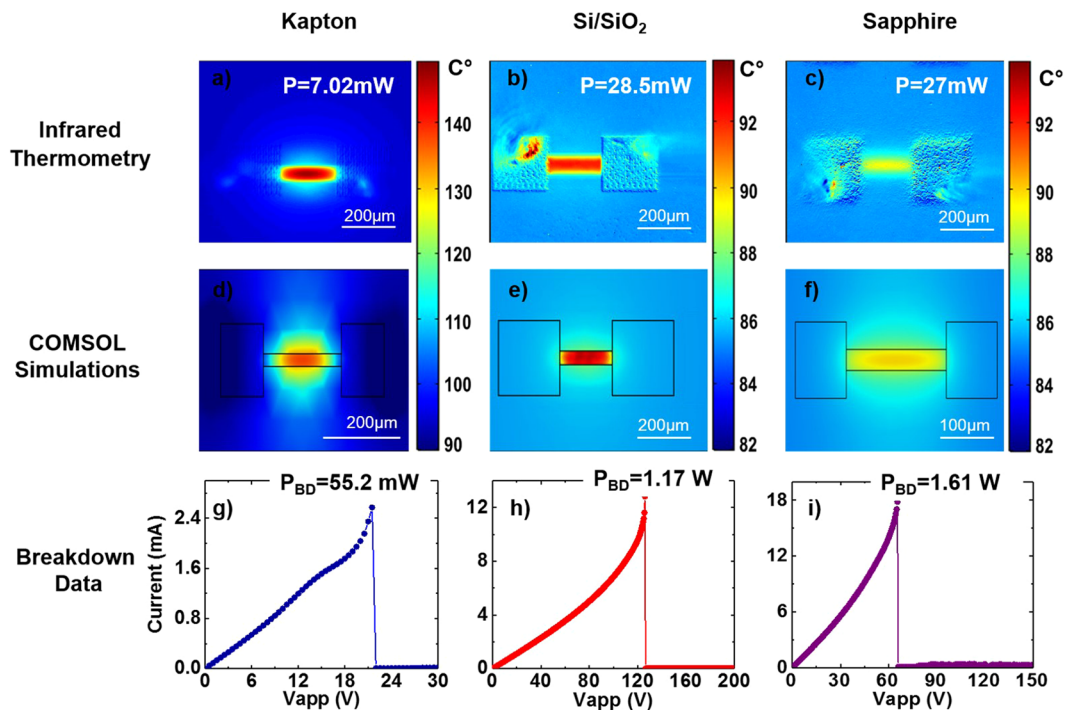 Kapton
Si/SiO₂
Sapphire
Infrared
Thermometry
a)
P=7.02mW
200μm
C°
140
130
b)
P=28.5mW
200μm
C°
92
90
c)
P=27mW
200μm
C°
92
90
COMSOL
Simulations
d)
200μm
120
110
100
90
e)
200μm
88
86
84
82
f)
100μm
88
86
84
82
Breakdown
Data
P_BD=55.2 mW
g)
Current (mA)
2.4
1.6
0.8
0.0
0 6 12 18 24 30
Vapp (V)
P_BD=1.17 W
h)
12
8
4
0
0 40 80 120 160 200
Vapp (V)
P_BD=1.61 W
i)
18
12
6
0
0 30 60 90 120 150
Vapp (V)